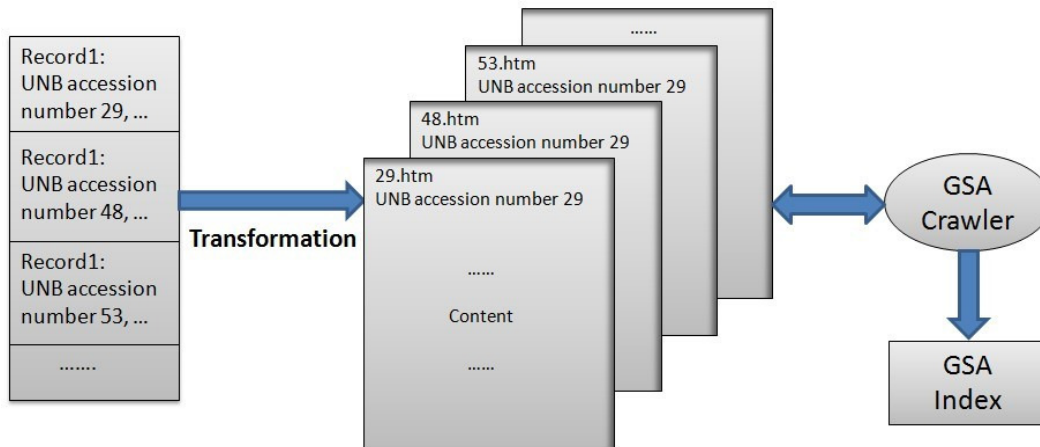 Record1:
UNB accession
number 29, ...
Record1:
UNB accession
number 48, ...
Record1:
UNB accession
number 53, ...
.......
Transformation
......
53.htm
UNB accession number 29
48.htm
UNB accession number 29
29.htm
UNB accession number 29
......
Content
......
GSA
Crawler
GSA
Index